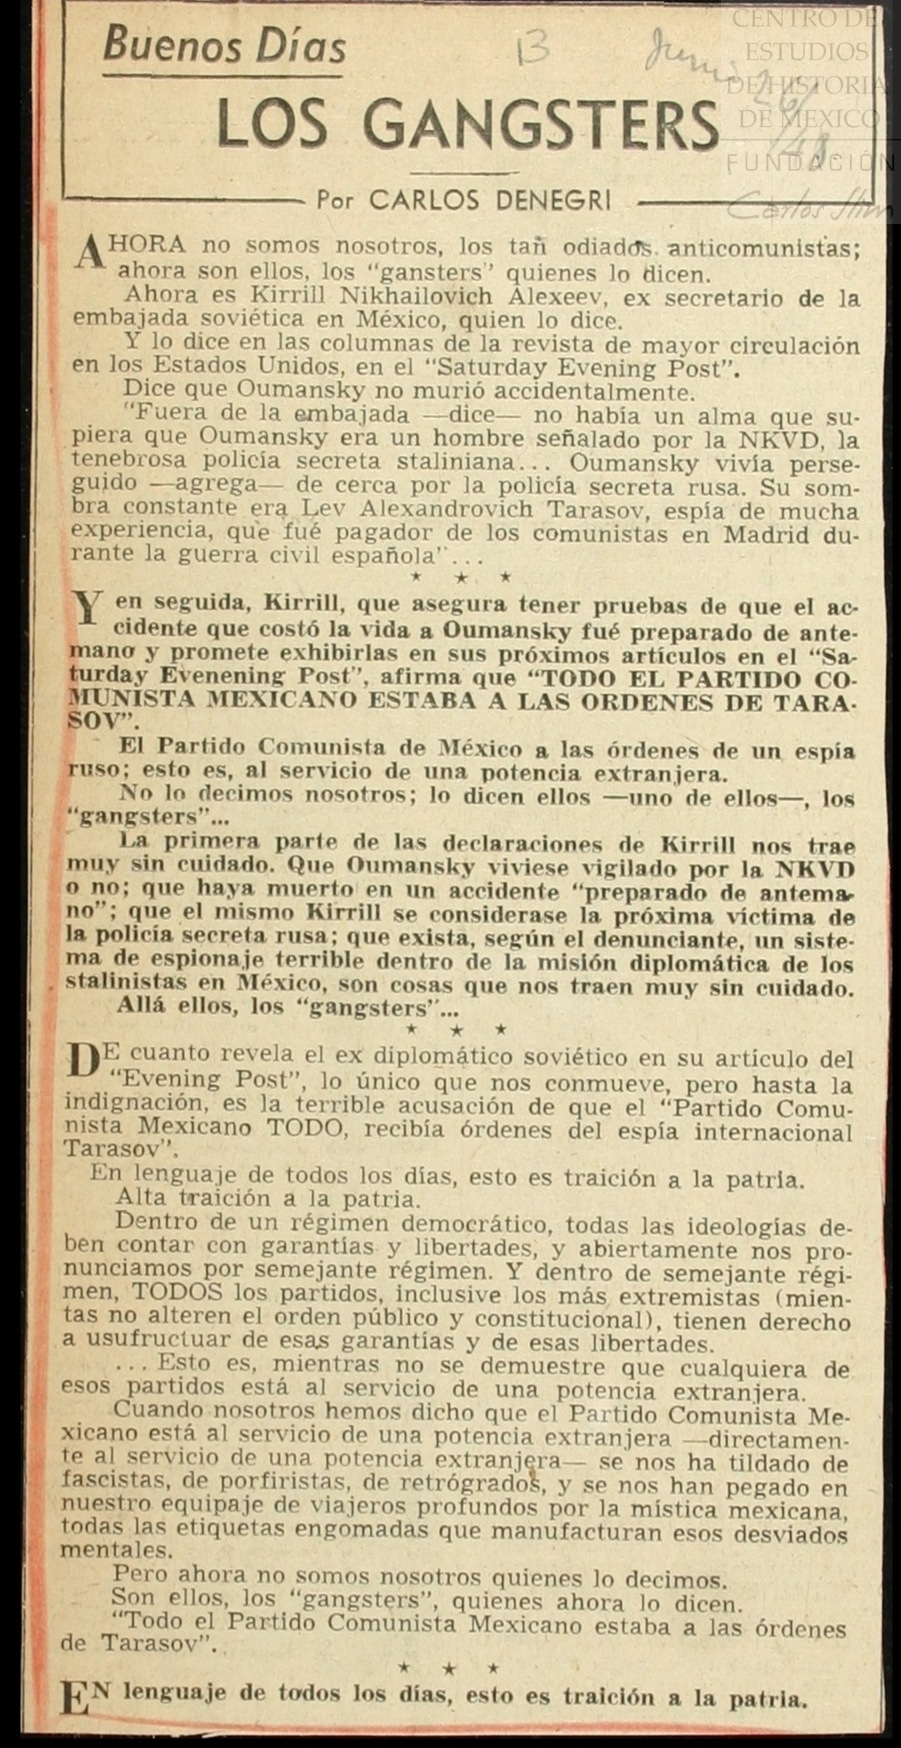 Buenos Días
13
Junio 26/48.
CENTRO DE
ESTUDIOS
DE HISTORIA
DE MEXICO
FUNDACIÓN
Carlos Slim
LOS GANGSTERS
Por CARLOS DENEGRI
AHORA no somos nosotros, los tan odiados anticomunistas;
ahora son ellos, los "gansters" quienes lo dicen.
Ahora es Kirrill Nikhailovich Alexeev, ex secretario de la
embajada soviética en México, quien lo dice.
Y lo dice en las columnas de la revista de mayor circulación
en los Estados Unidos, en el "Saturday Evening Post".
Dice que Oumansky no murió accidentalmente.
"Fuera de la embajada —dice— no había un alma que su-
piera que Oumansky era un hombre señalado por la NKVD, la
tenebrosa policía secreta staliniana... Oumansky vivía perse-
guido —agrega— de cerca por la policía secreta rusa. Su som-
bra constante era Lev Alexandrovich Tarasov, espía de mucha
experiencia, que fué pagador de los comunistas en Madrid du-
rante la guerra civil española"...
★ ★ ★
Y en seguida, Kirrill, que asegura tener pruebas de que el ac-
cidente que costó la vida a Oumansky fué preparado de ante-
mano y promete exhibirlas en sus próximos artículos en el "Sa-
turday Evenening Post", afirma que "TODO EL PARTIDO CO-
MUNISTA MEXICANO ESTABA A LAS ORDENES DE TARA-
SOV".
El Partido Comunista de México a las órdenes de un espía
ruso; esto es, al servicio de una potencia extranjera.
No lo decimos nosotros; lo dicen ellos —uno de ellos—, los
"gangsters"...
La primera parte de las declaraciones de Kirrill nos trae
muy sin cuidado. Que Oumansky viviese vigilado por la NKVD
o no; que haya muerto en un accidente "preparado de antema-
no"; que el mismo Kirrill se considerase la próxima víctima de
la policía secreta rusa; que exista, según el denunciante, un siste-
ma de espionaje terrible dentro de la misión diplomática de los
stalinistas en México, son cosas que nos traen muy sin cuidado.
Allá ellos, los "gangsters"...
★ ★ ★
DE cuanto revela el ex diplomático soviético en su artículo del
"Evening Post", lo único que nos conmueve, pero hasta la
indignación, es la terrible acusación de que el "Partido Comu-
nista Mexicano TODO, recibía órdenes del espía internacional
Tarasov".
En lenguaje de todos los días, esto es traición a la patria.
Alta traición a la patria.
Dentro de un régimen democrático, todas las ideologías de-
ben contar con garantías y libertades, y abiertamente nos pro-
nunciamos por semejante régimen. Y dentro de semejante régi-
men, TODOS los partidos, inclusive los más extremistas (mien-
tas no alteren el orden público y constitucional), tienen derecho
a usufructuar de esas garantías y de esas libertades.
... Esto es, mientras no se demuestre que cualquiera de
esos partidos está al servicio de una potencia extranjera.
Cuando nosotros hemos dicho que el Partido Comunista Me-
xicano está al servicio de una potencia extranjera —directamen-
te al servicio de una potencia extranjera— se nos ha tildado de
fascistas, de porfiristas, de retrógrados, y se nos han pegado en
nuestro equipaje de viajeros profundos por la mística mexicana,
todas las etiquetas engomadas que manufacturan esos desviados
mentales.
Pero ahora no somos nosotros quienes lo decimos.
Son ellos, los "gangsters", quienes ahora lo dicen.
"Todo el Partido Comunista Mexicano estaba a las órdenes
de Tarasov".
★ ★ ★
EN lenguaje de todos los días, esto es traición a la patria.